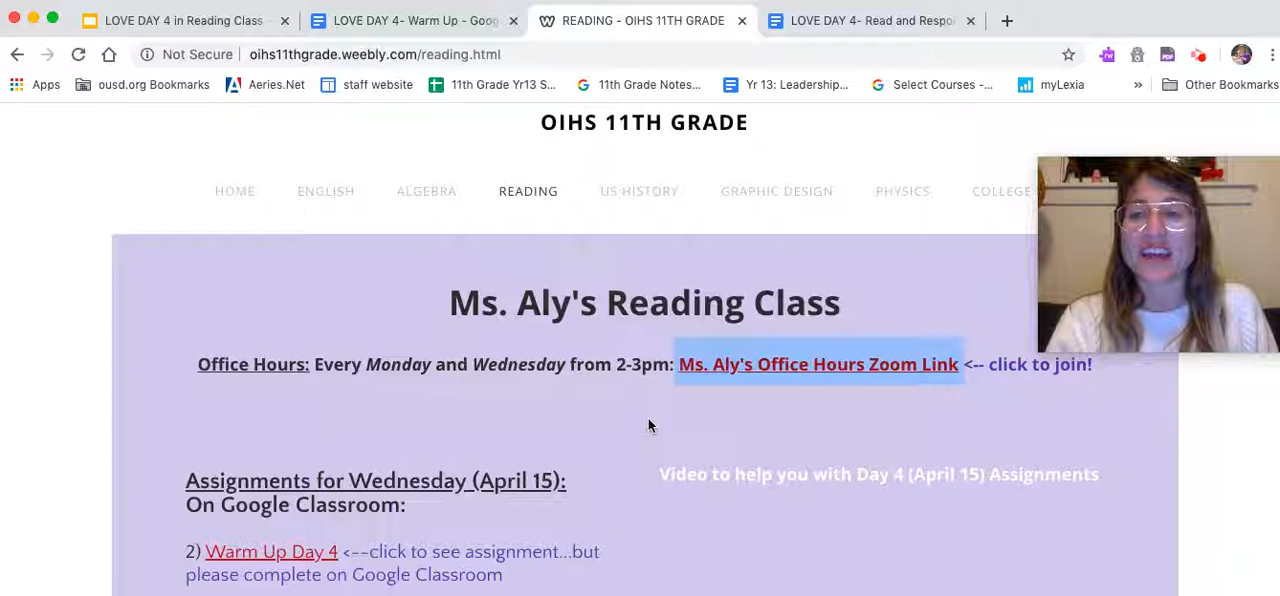 LOVE DAY 4 in Reading Class
LOVE DAY 4- Warm Up - Goog
READING - OIHS 11TH GRADE
LOVE DAY 4- Read and Respo
Not Secure
oihs11thgrade.weebly.com/reading.html
Apps
ousd.org Bookmarks
Aeries.Net
staff website
11th Grade Yr13 S...
11th Grade Notes...
Yr 13: Leadership...
Select Courses -...
myLexia
»
Other Bookmarks
OIHS 11TH GRADE
HOME
ENGLISH
ALGEBRA
READING
US HISTORY
GRAPHIC DESIGN
PHYSICS
COLLEGE
Ms. Aly's Reading Class
Office Hours: Every Monday and Wednesday from 2-3pm: Ms. Aly's Office Hours Zoom Link <-- click to join!
Assignments for Wednesday (April 15):
On Google Classroom:
2) Warm Up Day 4 <--click to see assignment...but
please complete on Google Classroom
Video to help you with Day 4 (April 15) Assignments